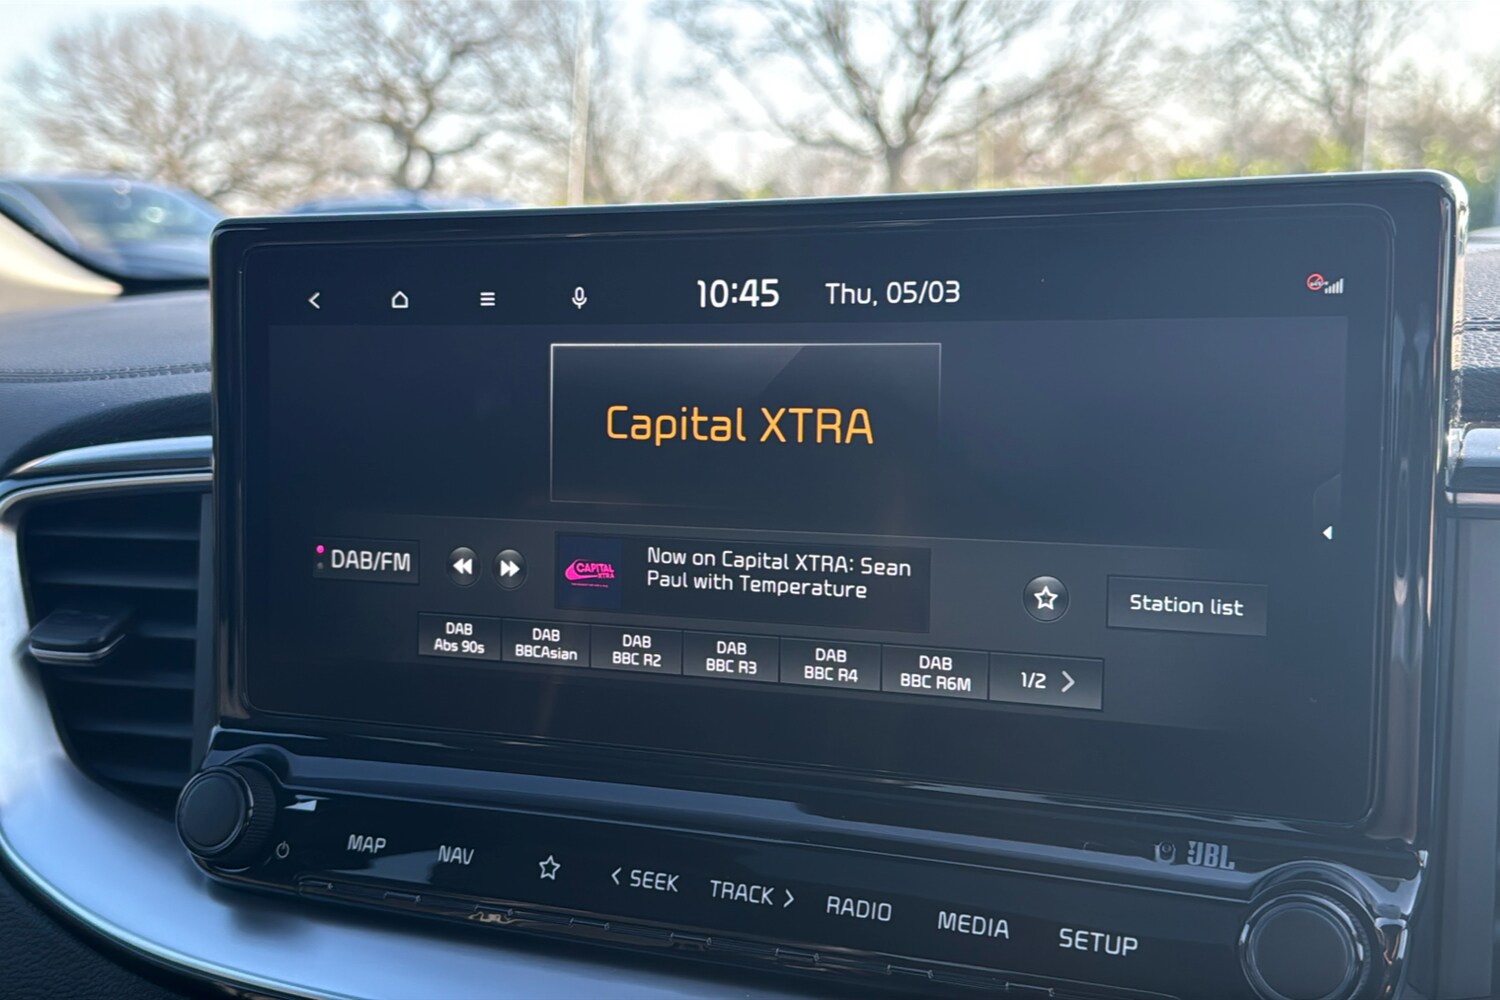 10:45 Thu, 05/03
Capital XTRA
DAB/FM
CAPITAL
XTRA
Now on Capital XTRA: Sean
Paul with Temperature
Station list
DAB
Abs 90s
DAB
BBCAsian
DAB
BBC R2
DAB
BBC R3
DAB
BBC R4
DAB
BBC R6M
1/2 >
JBL
MAP
NAV
< SEEK
TRACK >
RADIO
MEDIA
SETUP